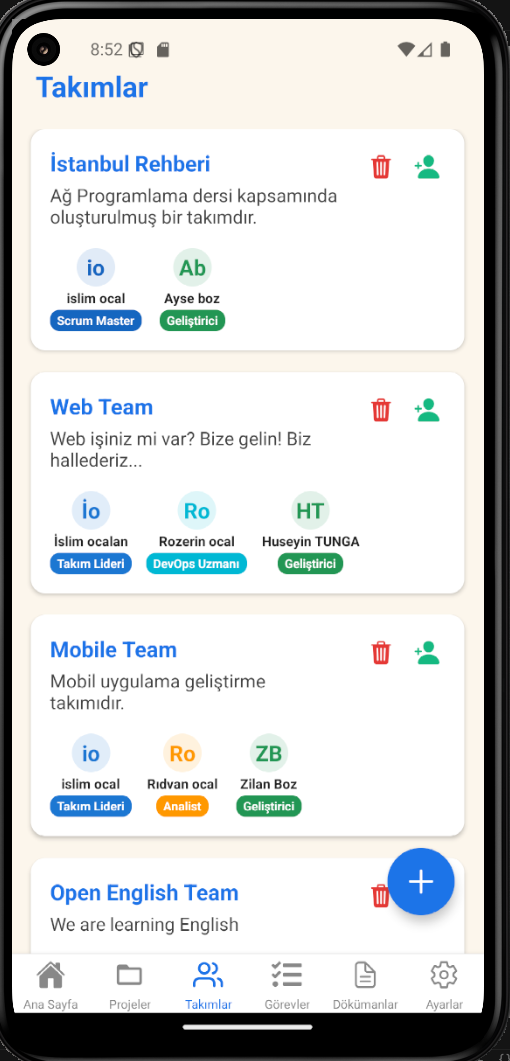 8:52
Takımlar
İstanbul Rehberi
Ağ Programlama dersi kapsamında
oluşturulmuş bir takımdır.
io Ab
islim ocal Ayse boz
Scrum Master Geliştirici
Web Team
Web işiniz mi var? Bize gelin! Biz
hallederiz...
İo Ro HT
İslim ocalan Rozerin ocal Huseyin TUNGA
Takım Lideri DevOps Uzmanı Geliştirici
Mobile Team
Mobil uygulama geliştirme
takımıdır.
io Ro ZB
islim ocal Rıdvan ocal Zilan Boz
Takım Lideri Analist Geliştirici
Open English Team
We are learning English
Ana Sayfa Projeler Takımlar Görevler Dökümanlar Ayarlar